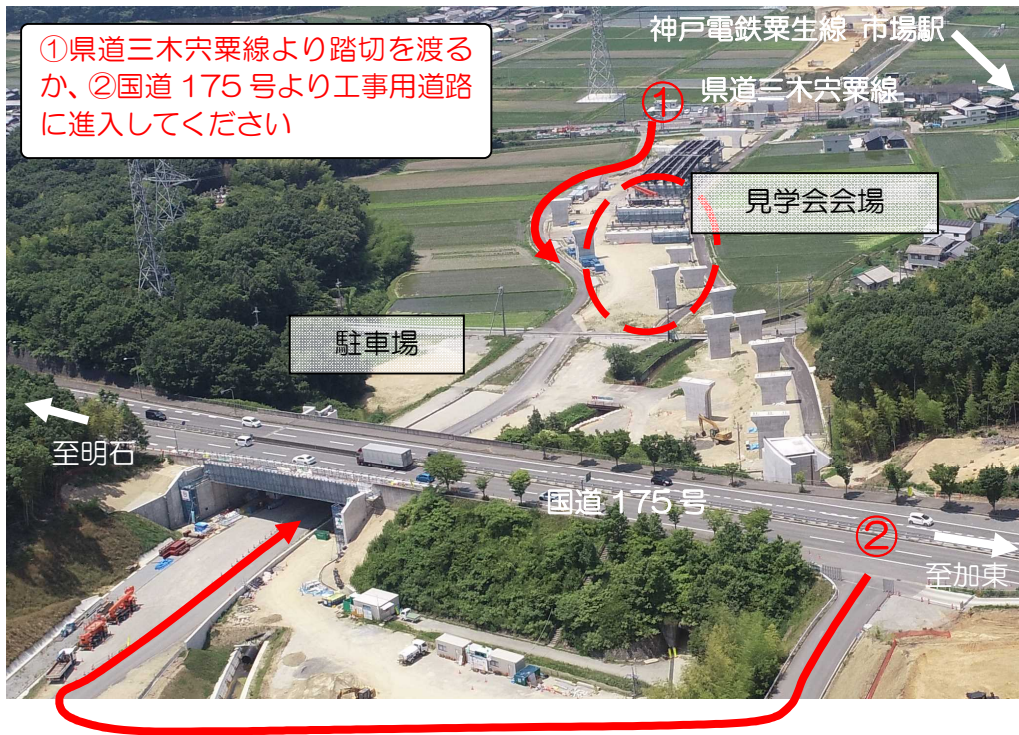 ①県道三木宍粟線より踏切を渡る
か、②国道175号より工事用道路
に進入してください
神戸電鉄粟生線 市場駅
① 県道三木宍粟線
見学会会場
駐車場
至明石
国道175号
②
至加東